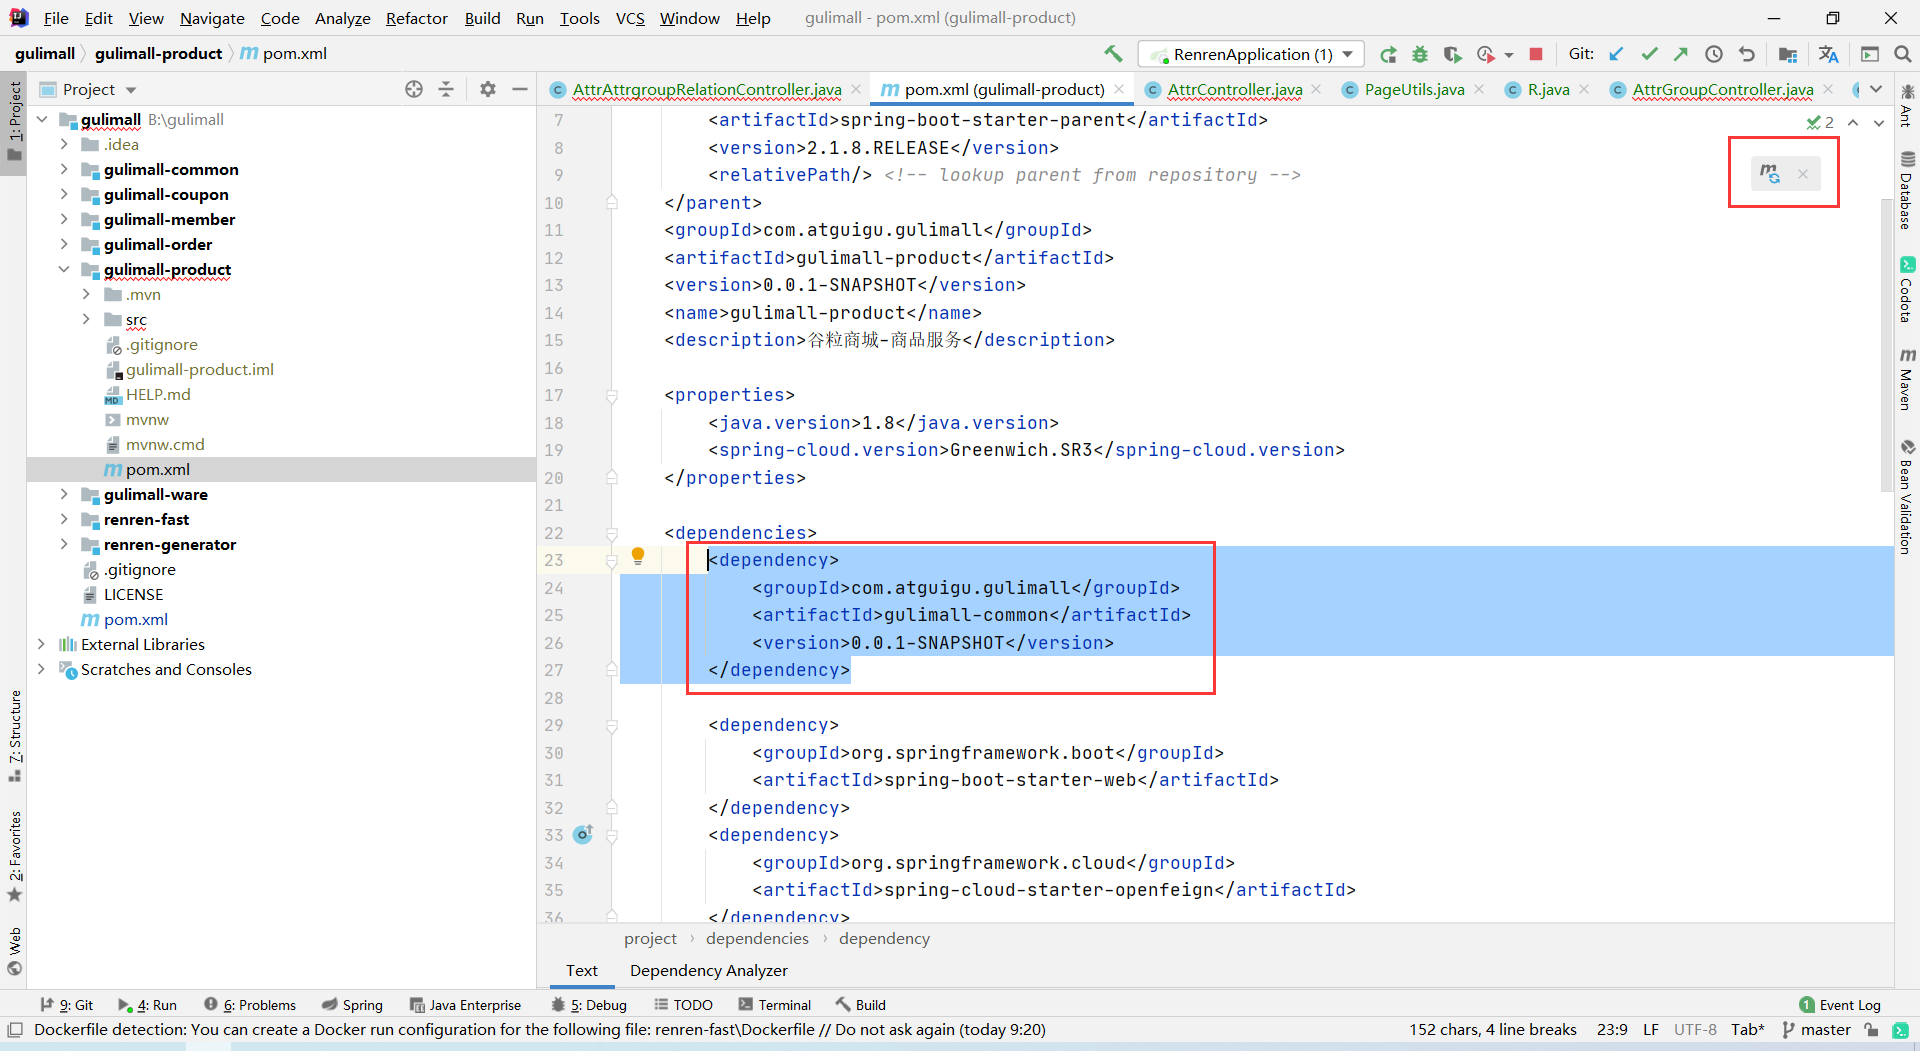 File Edit View Navigate Code Analyze Refactor Build Run Tools VCS Window Help gulimall - pom.xml (gulimall-product)
gulimall gulimall-product pom.xml
RenrenApplication (1)
Git:
Project
AttrAttrgroupRelationController.java pom.xml (gulimall-product) AttrController.java PageUtils.java R.java AttrGroupController.java
1: Project
7: Structure
2: Favorites
Web
gulimall B:\gulimall
.idea
gulimall-common
gulimall-coupon
gulimall-member
gulimall-order
gulimall-product
.mvn
src
.gitignore
gulimall-product.iml
HELP.md
mvnw
mvnw.cmd
pom.xml
gulimall-ware
renren-fast
renren-generator
.gitignore
LICENSE
pom.xml
External Libraries
Scratches and Consoles
2
7 <artifactId>spring-boot-starter-parent</artifactId>
8 <version>2.1.8.RELEASE</version>
9 <relativePath/> <!-- lookup parent from repository -->
10 </parent>
11 <groupId>com.atguigu.gulimall</groupId>
12 <artifactId>gulimall-product</artifactId>
13 <version>0.0.1-SNAPSHOT</version>
14 <name>gulimall-product</name>
15 <description>谷粒商城-商品服务</description>
16
17 <properties>
18 <java.version>1.8</java.version>
19 <spring-cloud.version>Greenwich.SR3</spring-cloud.version>
20 </properties>
21
22 <dependencies>
23 <dependency>
24 <groupId>com.atguigu.gulimall</groupId>
25 <artifactId>gulimall-common</artifactId>
26 <version>0.0.1-SNAPSHOT</version>
27 </dependency>
28
29 <dependency>
30 <groupId>org.springframework.boot</groupId>
31 <artifactId>spring-boot-starter-web</artifactId>
32 </dependency>
33 <dependency>
34 <groupId>org.springframework.cloud</groupId>
35 <artifactId>spring-cloud-starter-openfeign</artifactId>
36 </dependency>
Ant
Database
Codota
Maven
Bean Validation
project dependencies dependency
Text Dependency Analyzer
9: Git 4: Run 6: Problems Spring Java Enterprise 5: Debug TODO Terminal Build 1 Event Log
Dockerfile detection: You can create a Docker run configuration for the following file: renren-fast\Dockerfile // Do not ask again (today 9:20) 152 chars, 4 line breaks 23:9 LF UTF-8 Tab* master